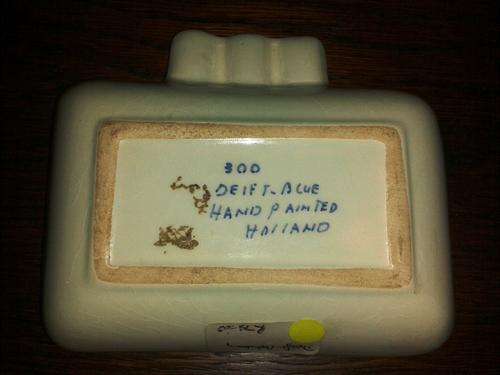 300
DELFT-BLUE
HAND PAINTED
HOLLAND